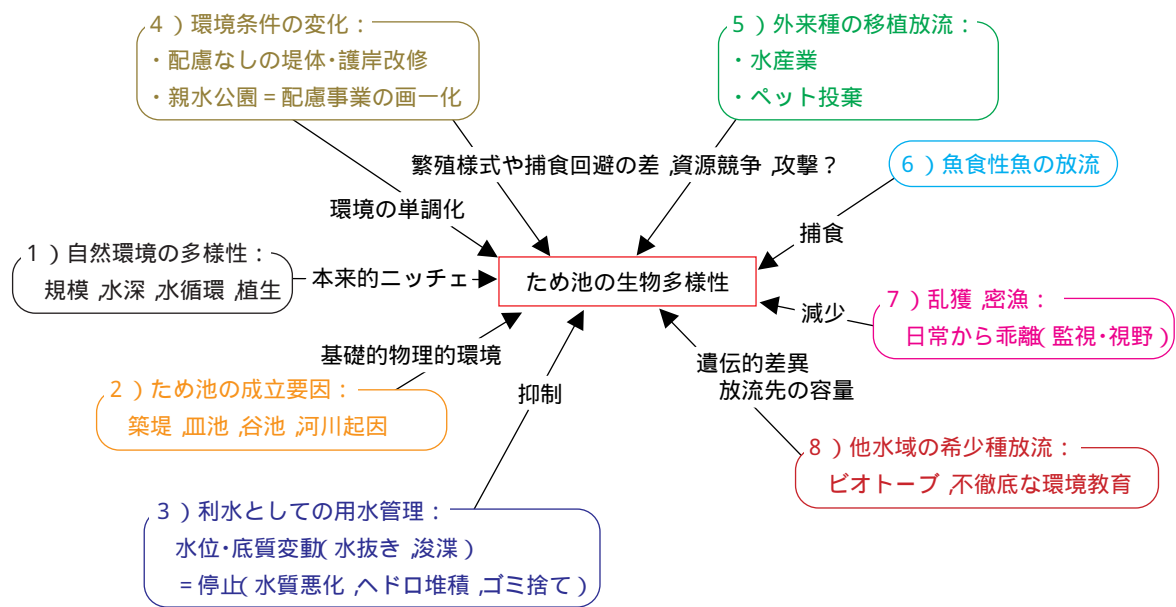 4）環境条件の変化：
・配慮なしの堤体・護岸改修
・親水公園＝配慮事業の画一化
5）外来種の移植放流：
・水産業
・ペット投棄
繁殖様式や捕食回避の差，資源競争，攻撃？
6）魚食性魚の放流
環境の単調化
捕食
1）自然環境の多様性：
規模，水深，水循環，植生
本来的ニッチェ
ため池の生物多様性
7）乱獲，密漁：
日常から乖離（監視・視野）
減少
基礎的物理的環境
2）ため池の成立要因：
築堤，皿池，谷池，河川起因
抑制
遺伝的差異
放流先の容量
8）他水域の希少種放流：
ビオトーブ，不徹底な環境教育
3）利水としての用水管理：
水位・底質変動（水抜き，浚渫）
＝停止（水質悪化，ヘドロ堆積，ゴミ捨て）